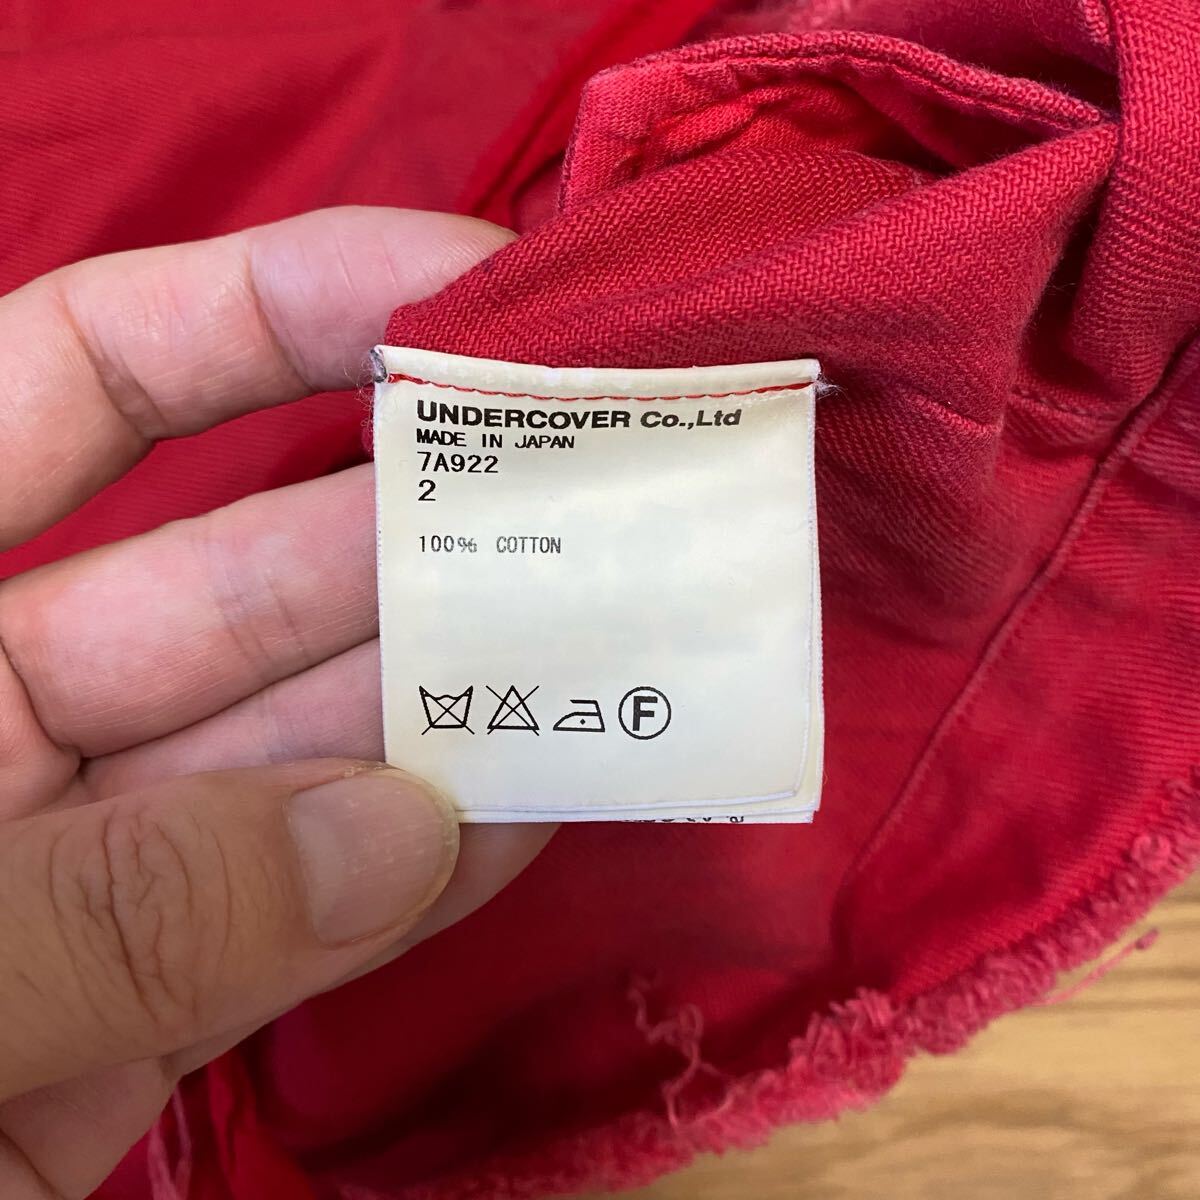 UNDERCOVER Co.,Ltd
MADE IN JAPAN
7A922
2
100% COTTON
F